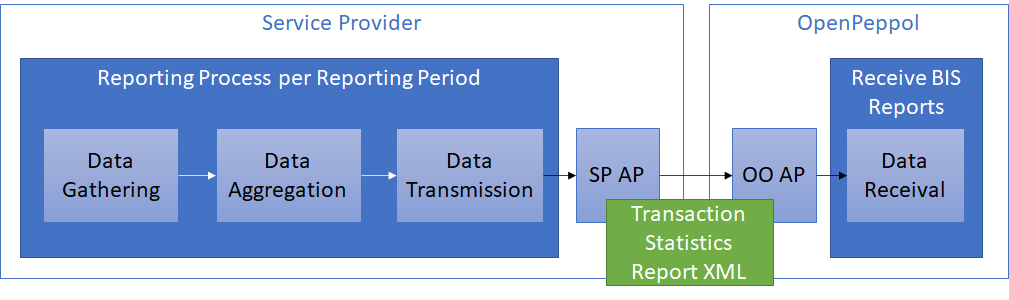 Service Provider
OpenPeppol
Reporting Process per Reporting Period
Receive BIS
Reports
Data
Gathering
Data
Aggregation
Data
Transmission
SP AP
OO AP
Data
Receival
Transaction
Statistics
Report XML